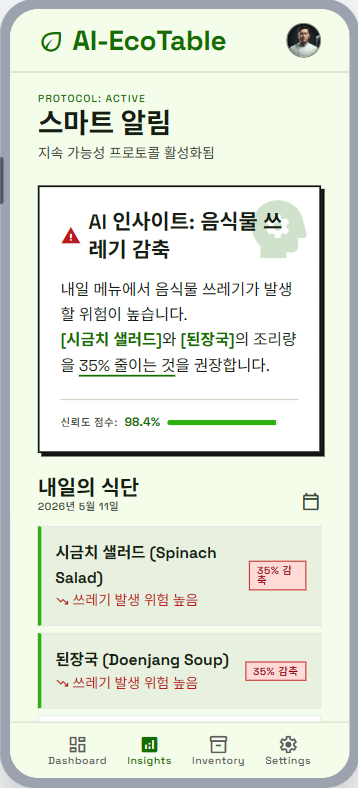 AI-EcoTable
PROTOCOL: ACTIVE
스마트 알림
지속 가능성 프로토콜 활성화됨
AI 인사이트: 음식물 쓰
레기 감축
내일 메뉴에서 음식물 쓰레기가 발생
할 위험이 높습니다.
[시금치 샐러드]와 [된장국]의 조리량
을 35% 줄이는 것을 권장합니다.
신뢰도 점수: 98.4%
내일의 식단
2026년 5월 11일
시금치 샐러드 (Spinach
Salad)
35% 감
축
쓰레기 발생 위험 높음
된장국 (Doenjang Soup)
35% 감축
쓰레기 발생 위험 높음
Dashboard
Insights
Inventory
Settings